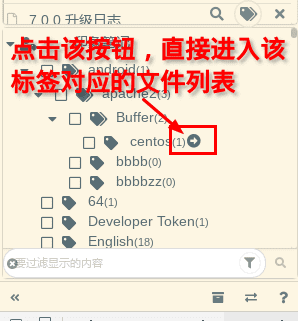 7.0.0 升级日志
点击该按钮，直接进入该
标签对应的文件列表
android(1)
apache2(3)
Buffer(2)
centos(1)
bbbb(0)
bbbbzz(0)
64(1)
Developer Token(1)
English(18)
要过滤显示的内容